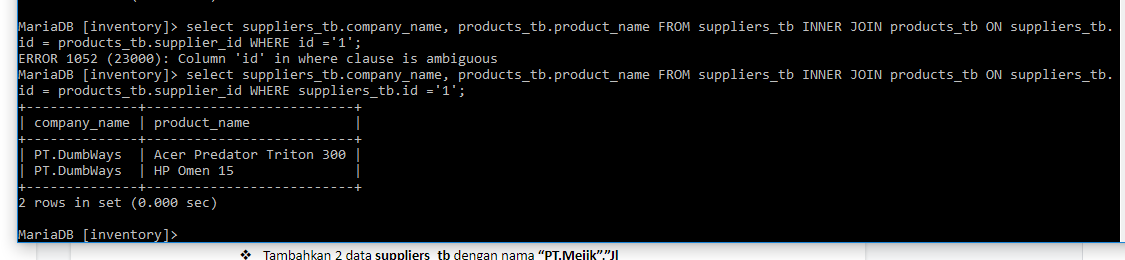 MariaDB [inventory]> select suppliers_tb.company_name, products_tb.product_name FROM suppliers_tb INNER JOIN products_tb ON suppliers_tb.
id = products_tb.supplier_id WHERE id ='1';
ERROR 1052 (23000): Column 'id' in where clause is ambiguous
MariaDB [inventory]> select suppliers_tb.company_name, products_tb.product_name FROM suppliers_tb INNER JOIN products_tb ON suppliers_tb.
id = products_tb.supplier_id WHERE suppliers_tb.id ='1';
+--------------+--------------------------+
| company_name | product_name             |
+--------------+--------------------------+
| PT.DumbWays  | Acer Predator Triton 300 |
| PT.DumbWays  | HP Omen 15               |
+--------------+--------------------------+
2 rows in set (0.000 sec)
MariaDB [inventory]>
❖ Tambahkan 2 data suppliers_tb dengan nama “PT.Mejik”.”Jl